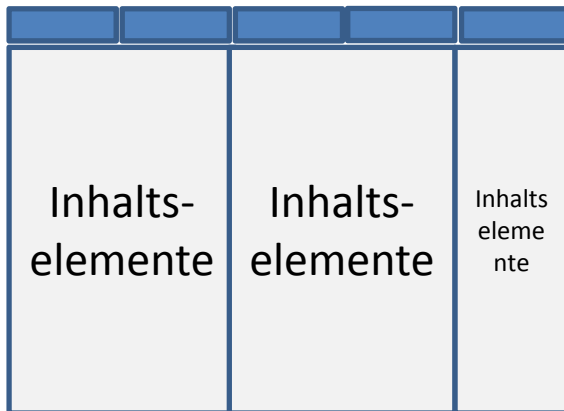 Inhalts-
elemente
Inhalts-
elemente
Inhalts
eleme
nte